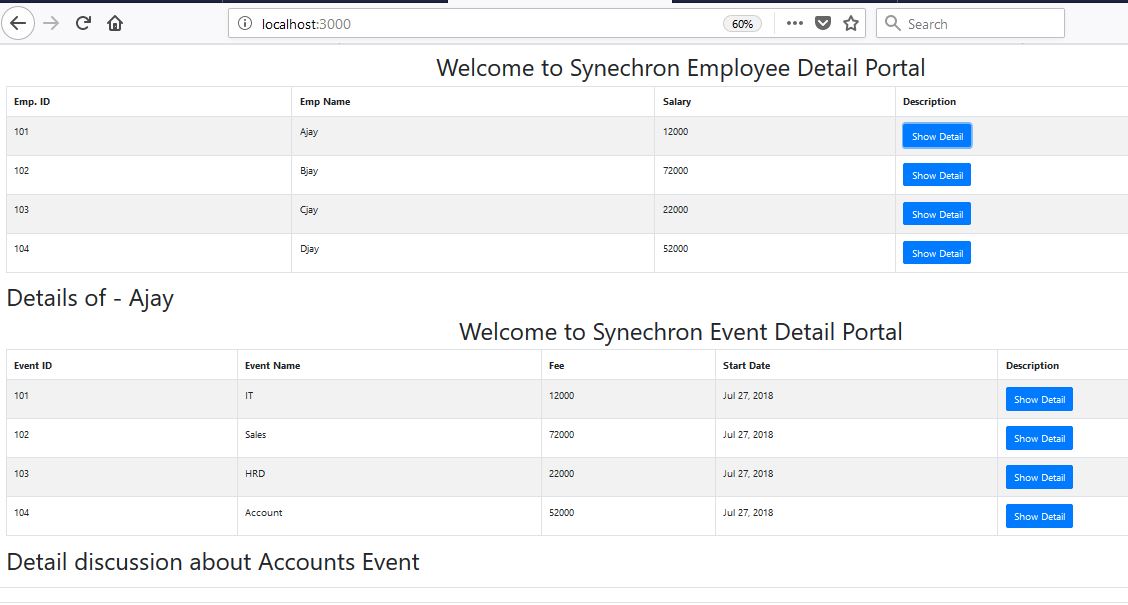 localhost:3000 60% Search
Welcome to Synechron Employee Detail Portal
Emp. ID Emp Name Salary Description
101 Ajay 12000 Show Detail
102 Bjay 72000 Show Detail
103 Cjay 22000 Show Detail
104 Djay 52000 Show Detail
Details of - Ajay
Welcome to Synechron Event Detail Portal
Event ID Event Name Fee Start Date Description
101 IT 12000 Jul 27, 2018 Show Detail
102 Sales 72000 Jul 27, 2018 Show Detail
103 HRD 22000 Jul 27, 2018 Show Detail
104 Account 52000 Jul 27, 2018 Show Detail
Detail discussion about Accounts Event